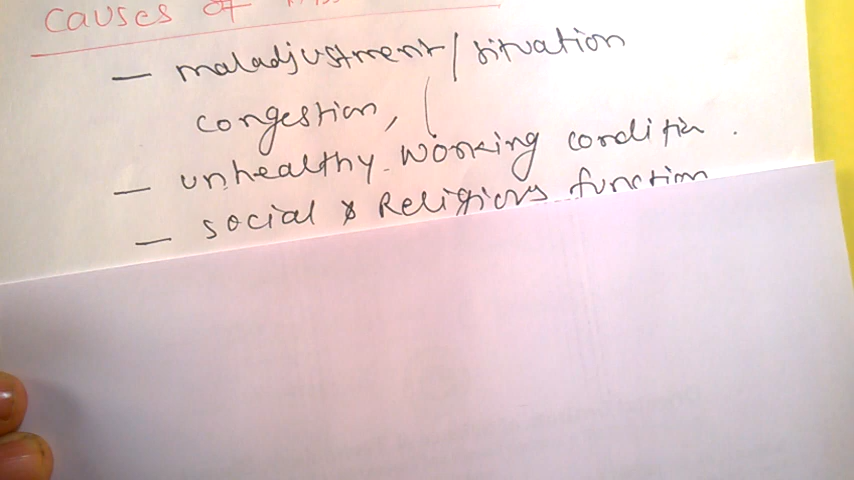 causes of
— maladjustment / situation
congestion,
— unhealthy working condition.
— social & Religious function